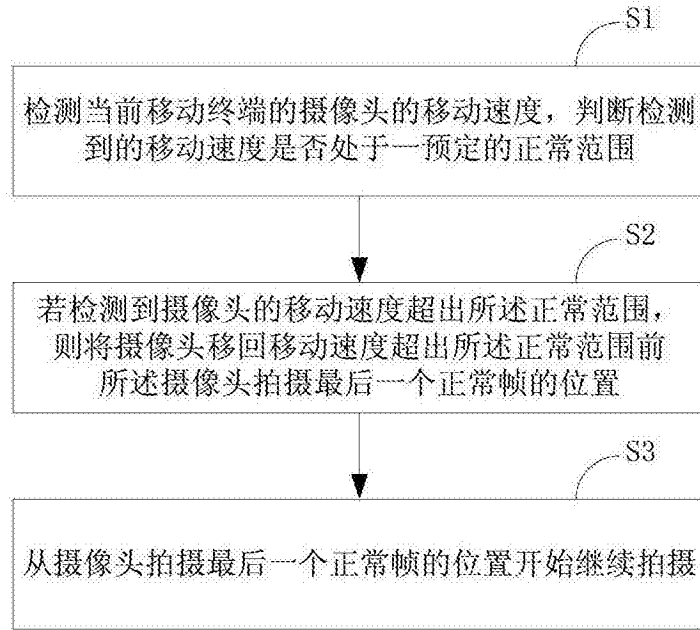 S1
检测当前移动终端的摄像头的移动速度，判断检测
到的移动速度是否处于一预定的正常范围
S2
若检测到摄像头的移动速度超出所述正常范围，
则将摄像头移回移动速度超出所述正常范围前
所述摄像头拍摄最后一个正常帧的位置
S3
从摄像头拍摄最后一个正常帧的位置开始继续拍摄